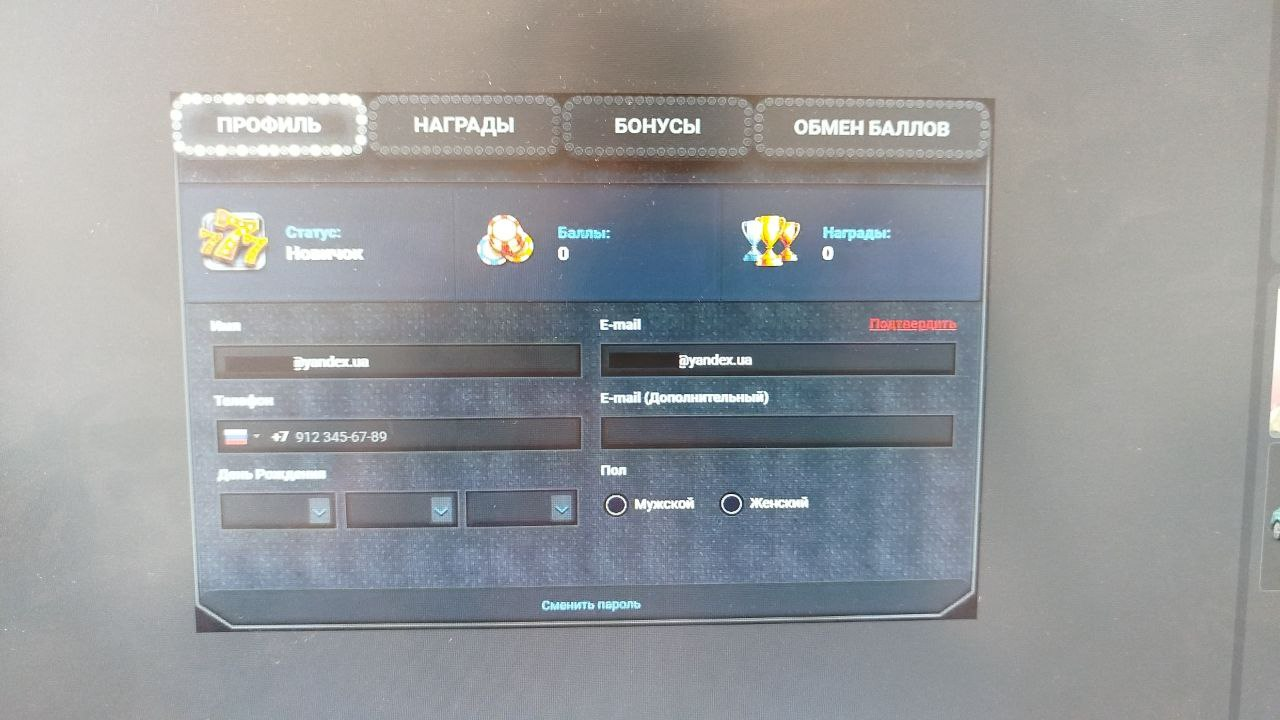 ПРОФИЛЬ
НАГРАДЫ
БОНУСЫ
ОБМЕН БАЛЛОВ
777
Статус:
Новичок
Баллы:
0
Награды:
0
Имя
E-mail
Подтвердить
@yandex.ua
@yandex.ua
Телефон
E-mail (Дополнительный)
+7 912 345-67-89
День Рождения
Пол
Мужской
Женский
Сменить пароль